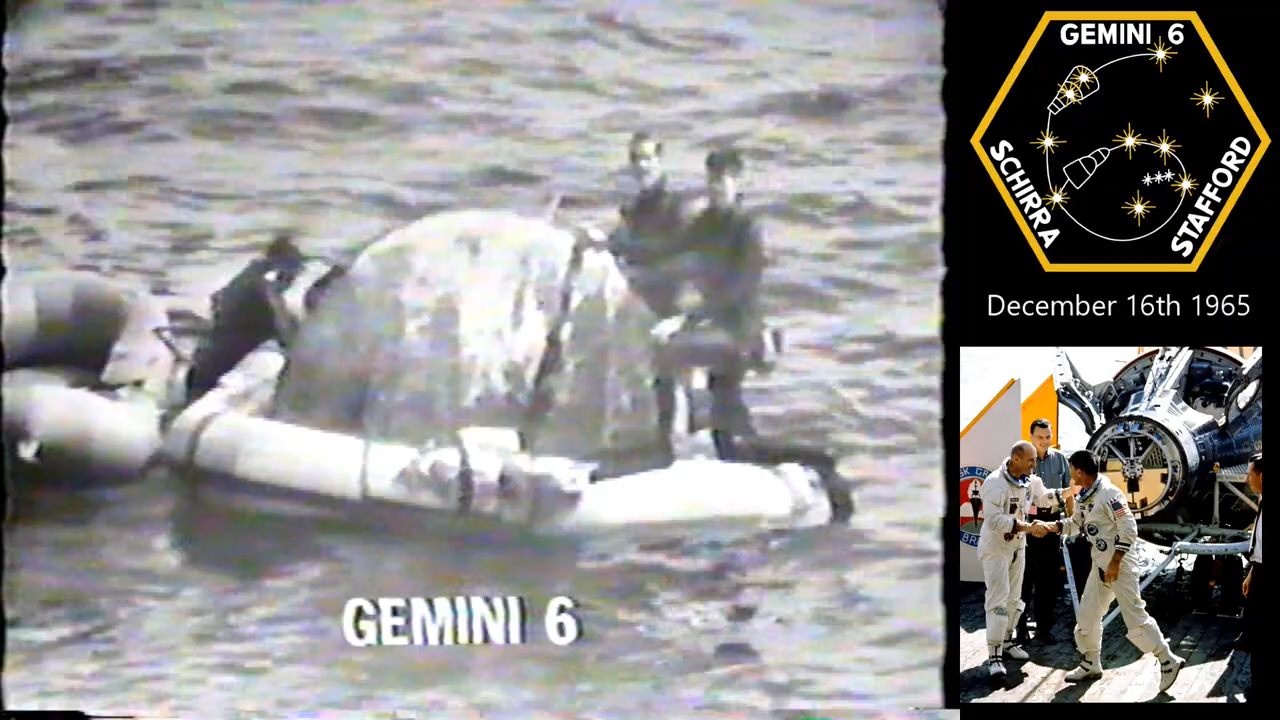 GEMINI 6
GEMINI 6
SCHIRRA
STAFFORD
December 16th 1965